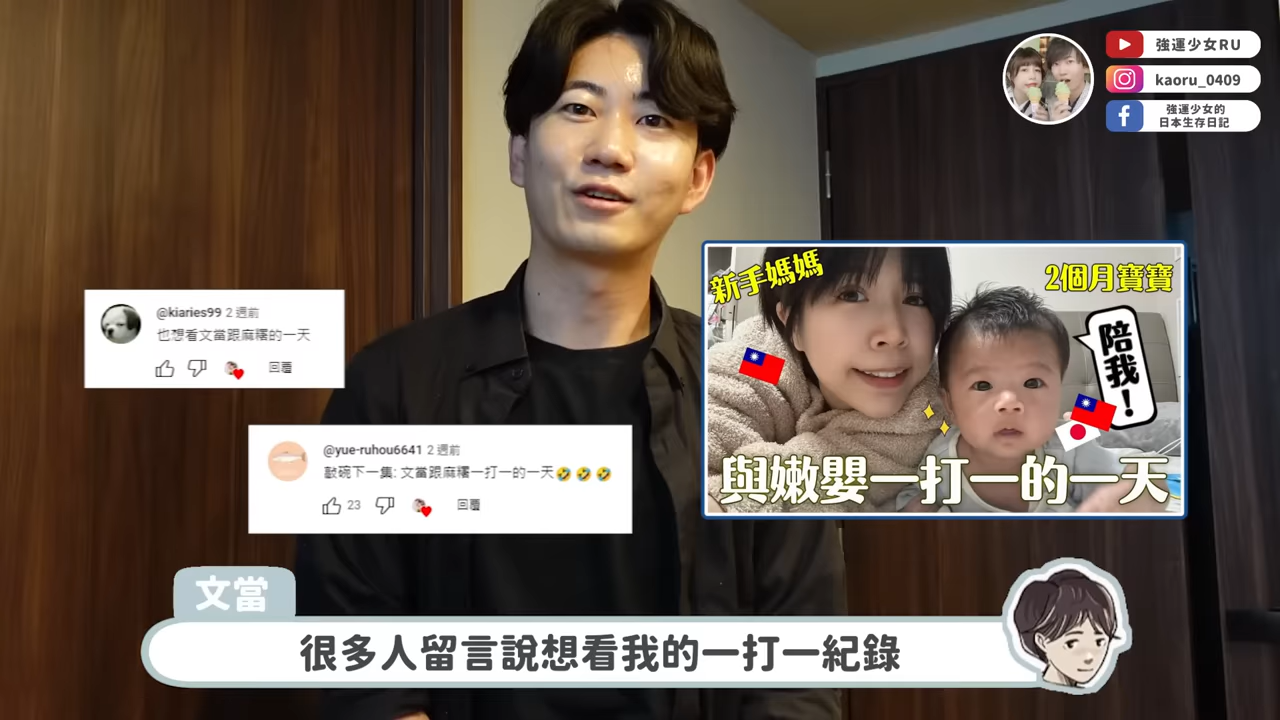 強運少女RU
kaoru_0409
強運少女的
日本生存日記
新手媽媽
2個月寶寶
陪我！
與嫩嬰一打一的一天
@kiaries99 2 週前
也想看文當跟麻糬的一天
回覆
@yue-ruhou6641 2 週前
敲碗下一集: 文當跟麻糬一打一的一天🤣🤣🤣
23
回覆
文當
很多人留言說想看我的一打一紀錄